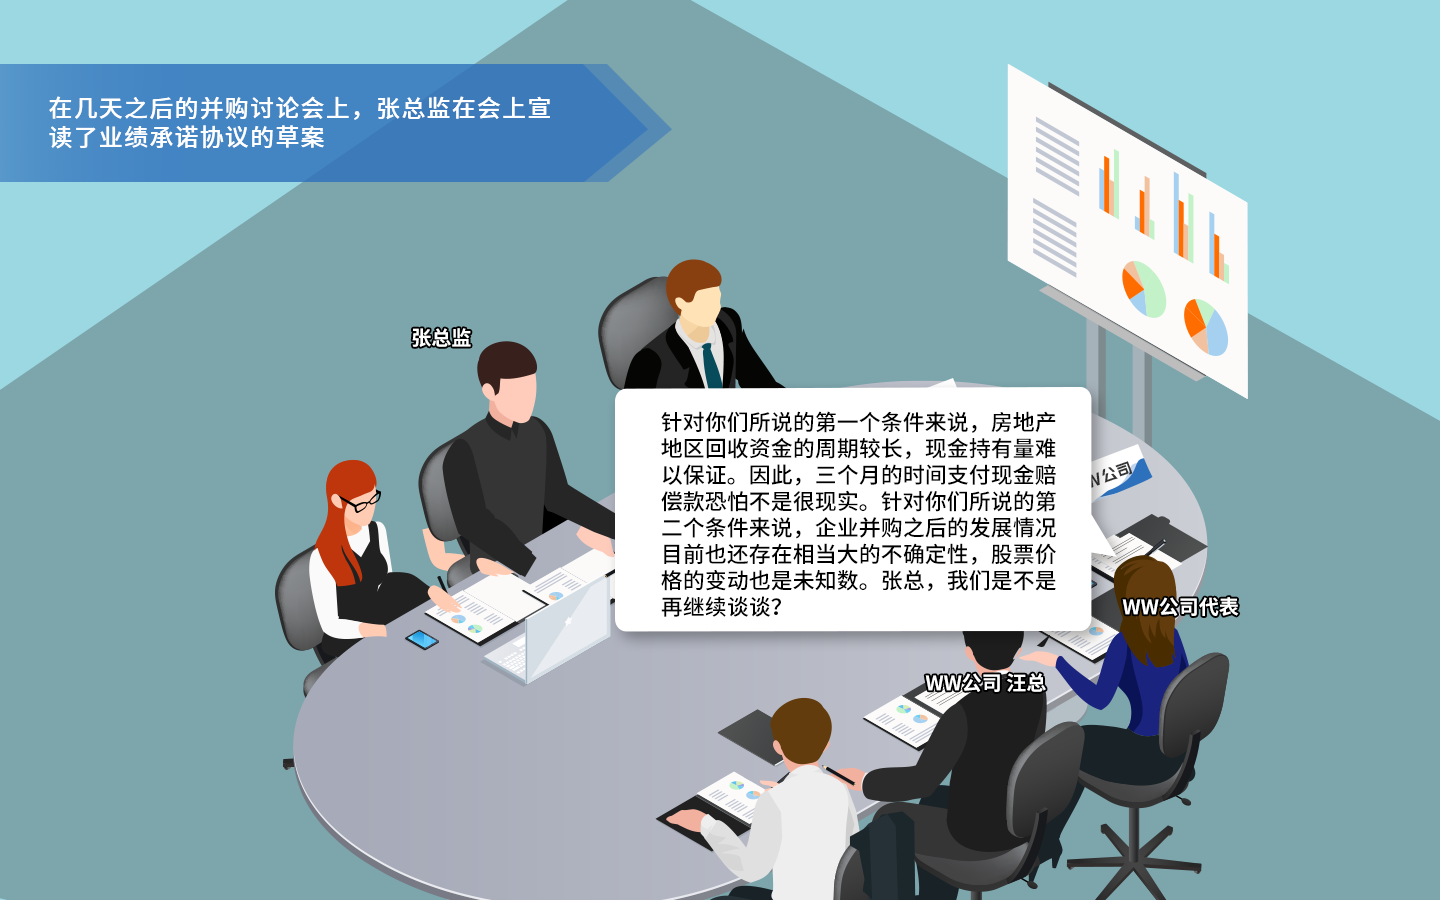 在几天之后的并购讨论会上，张总监在会上宣
读了业绩承诺协议的草案
张总监
针对你们所说的第一个条件来说，房地产
地区回收资金的周期较长，现金持有量难
以保证。因此，三个月的时间支付现金赔
偿款恐怕不是很现实。针对你们所说的第
二个条件来说，企业并购之后的发展情况
目前也还存在相当大的不确定性，股票价
格的变动也是未知数。张总，我们是不是
再继续谈谈？
W公司
WW公司代表
WW公司 汪总